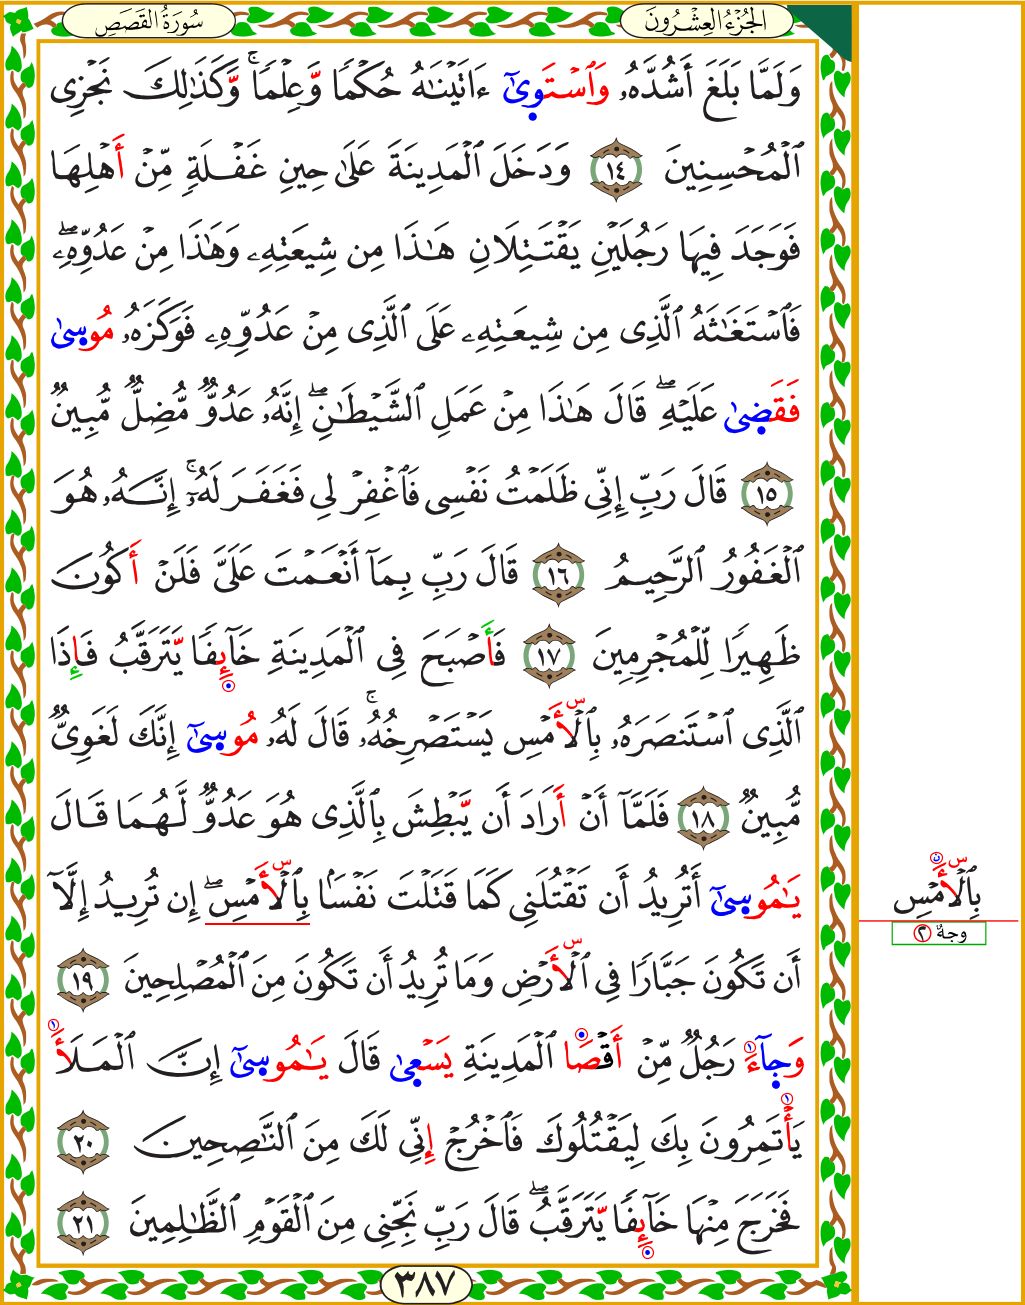 سُورَةُ القَصَصِ
الجُزْءُ العِشْرُونَ
وَلَمَّا بَلَغَ أَشُدَّهُۥ وَٱسْتَوِىٰٓ ءَاتَيْنَـٰهُ حُكْمًا وَّعِلْمًاۚ وَّكَذَٰلِكَ نَجْزِى
ٱلْمُحْسِنِينَ ١٤ وَدَخَلَ ٱلْمَدِينَةَ عَلَىٰ حِينِ غَفْلَةٍ مِّنْ أَهْلِهَا
فَوَجَدَ فِيهَا رَجُلَيْنِ يَقْتَتِلَانِ هَـٰذَا مِن شِيعَتِهِۦ وَهَـٰذَا مِنْ عَدُوِّهِۦۖ
فَٱسْتَغَـٰثَهُ ٱلَّذِى مِن شِيعَتِهِۦ عَلَى ٱلَّذِى مِنْ عَدُوِّهِۦ فَوَكَزَهُۥ مُوسِىٰ
فَقَضِىٰ عَلَيْهِۖ قَالَ هَـٰذَا مِنْ عَمَلِ ٱلشَّيْطَـٰنِۖ إِنَّهُۥ عَدُوٌّ مُّضِلٌّ مُّبِينٌ
١٥ قَالَ رَبِّ إِنِّى ظَلَمْتُ نَفْسِى فَٱغْفِرْ لِى فَغَفَرَ لَهُۥٓۚ إِنَّهُۥ هُوَ
ٱلْغَفُورُ ٱلرَّحِيمُ ١٦ قَالَ رَبِّ بِمَآ أَنْعَمْتَ عَلَىَّ فَلَنْ أَكُونَ
ظَهِيرًا لِّلْمُجْرِمِينَ ١٧ فَأَصْبَحَ فِى ٱلْمَدِينَةِ خَآئِفًا يَّتَرَقَّبُ فَإِذَا
ٱلَّذِى ٱسْتَنصَرَهُۥ بِٱلْأَمْسِ يَسْتَصْرِخُهُۥۚ قَالَ لَهُۥ مُوسِىٰٓ إِنَّكَ لَغَوِىٌّ
مُّبِينٌ ١٨ فَلَمَّآ أَنْ أَرَادَ أَن يَّبْطِشَ بِٱلَّذِى هُوَ عَدُوٌّ لَّهُمَا قَالَ
يَـٰمُوسِىٰٓ أَتُرِيدُ أَن تَقْتُلَنِى كَمَا قَتَلْتَ نَفْسًۢا بِٱلْأَمْسِۖ إِن تُرِيدُ إِلَّآ
أَن تَكُونَ جَبَّارًا فِى ٱلْأَرْضِ وَمَا تُرِيدُ أَن تَكُونَ مِنَ ٱلْمُصْلِحِينَ ١٩
وَجِآءَ رَجُلٌ مِّنْ أَقْصَا ٱلْمَدِينَةِ يَسْعِىٰ قَالَ يَـٰمُوسِىٰٓ إِنَّ ٱلْمَلَأَ
يَأْتَمِرُونَ بِكَ لِيَقْتُلُوكَ فَٱخْرُجْ إِنِّى لَكَ مِنَ ٱلنَّـٰصِحِينَ ٢٠
فَخَرَجَ مِنْهَا خَآئِفًا يَّتَرَقَّبُۖ قَالَ رَبِّ نَجِّنِى مِنَ ٱلْقَوْمِ ٱلظَّـٰلِمِينَ ٢١
٣٨٧
بِٱلْأَمْسِ
وجهٌ ٢